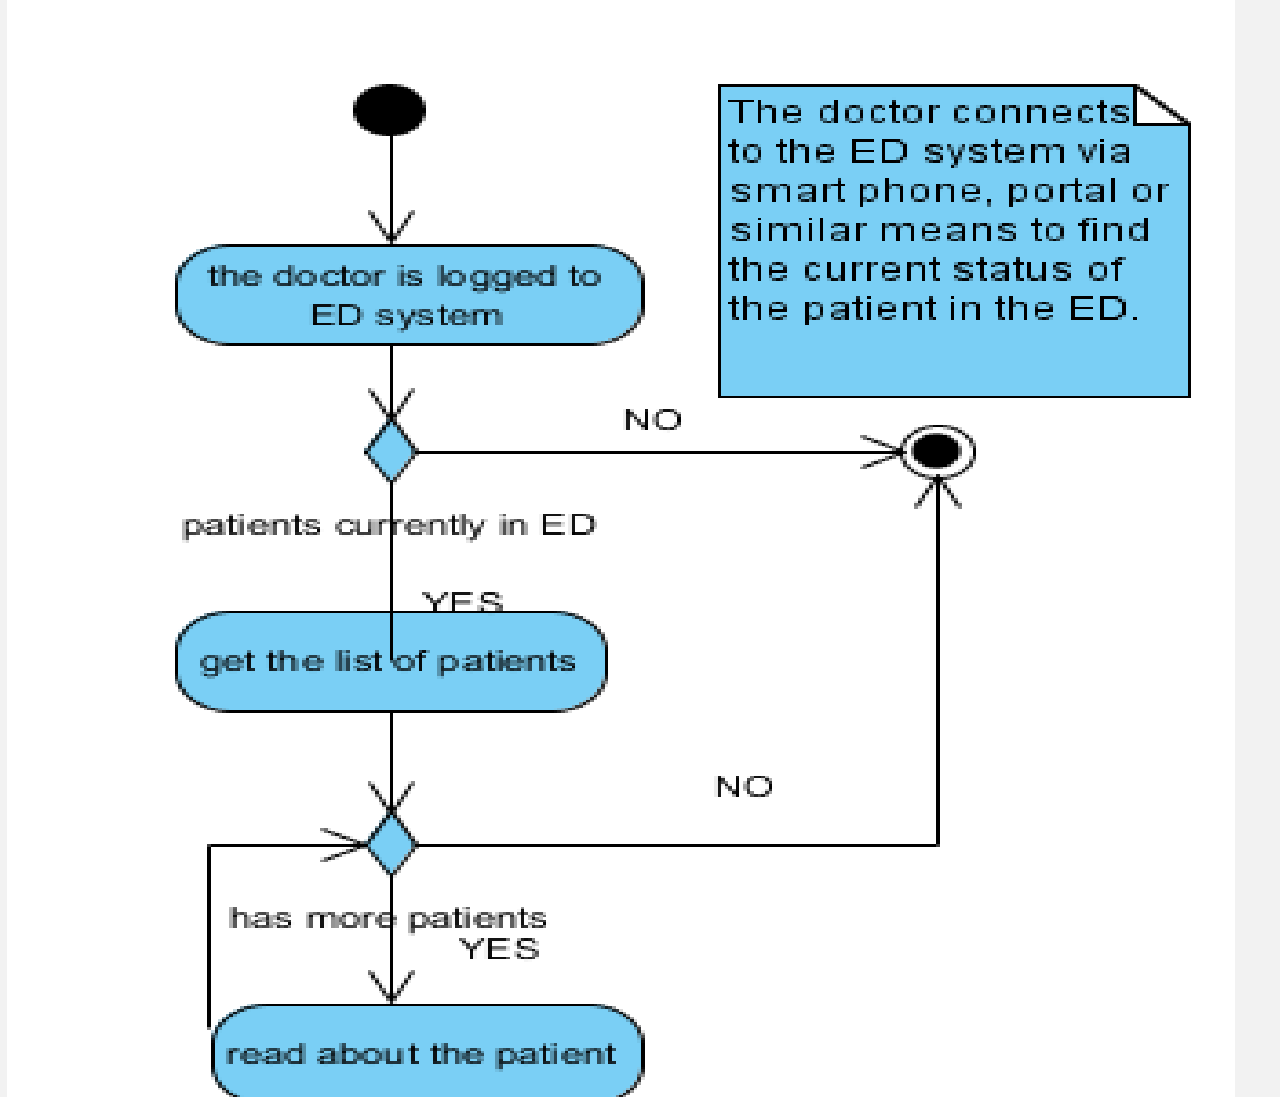 The doctor connects
to the ED system via
smart phone, portal or
similar means to find
the current status of
the patient in the ED.
the doctor is logged to
ED system
NO
patients currently in ED
YES
get the list of patients
NO
has more patients
YES
read about the patient